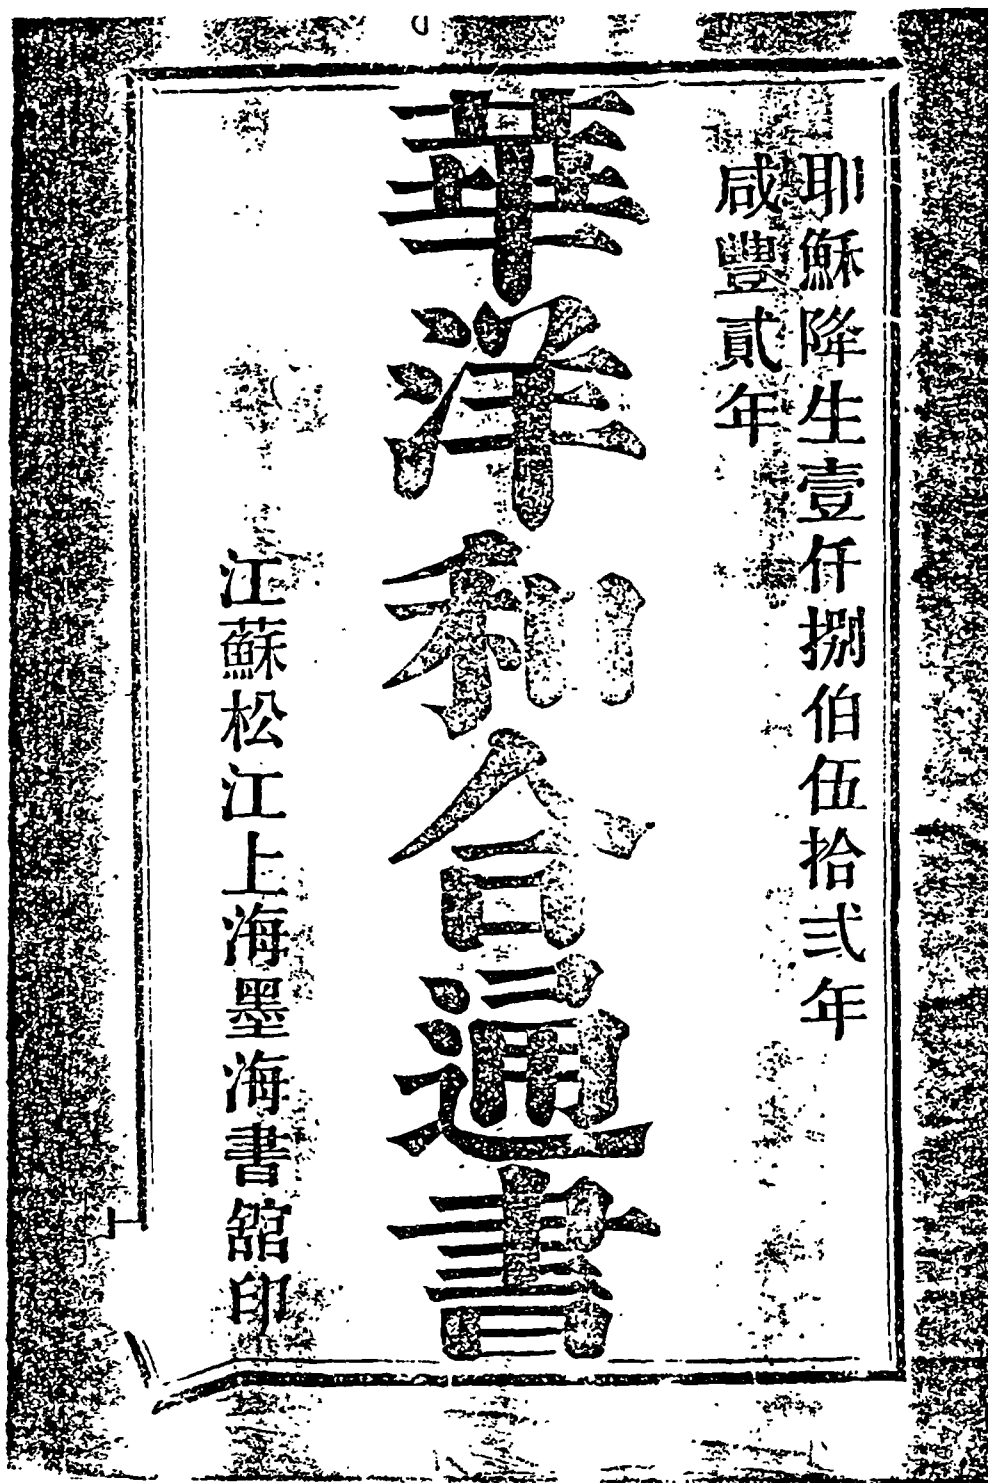 耶穌降生壹仟捌伯伍拾弍年
咸豐貳年
華洋和合通書
江蘇松江上海墨海書舘印